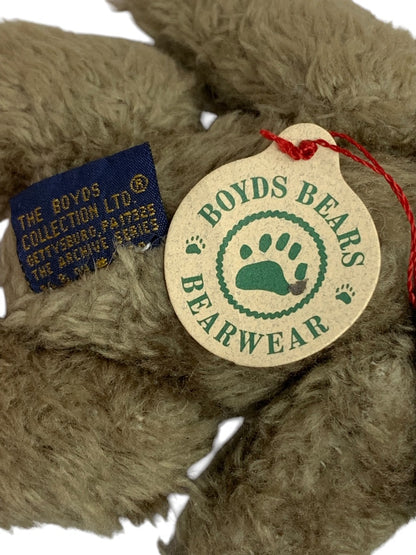 THE BOYDS
COLLECTION LTD.®
GETTYSBURG, PA 17325
THE ARCHIVE SERIES
BOYDS BEARS
BEARWEAR